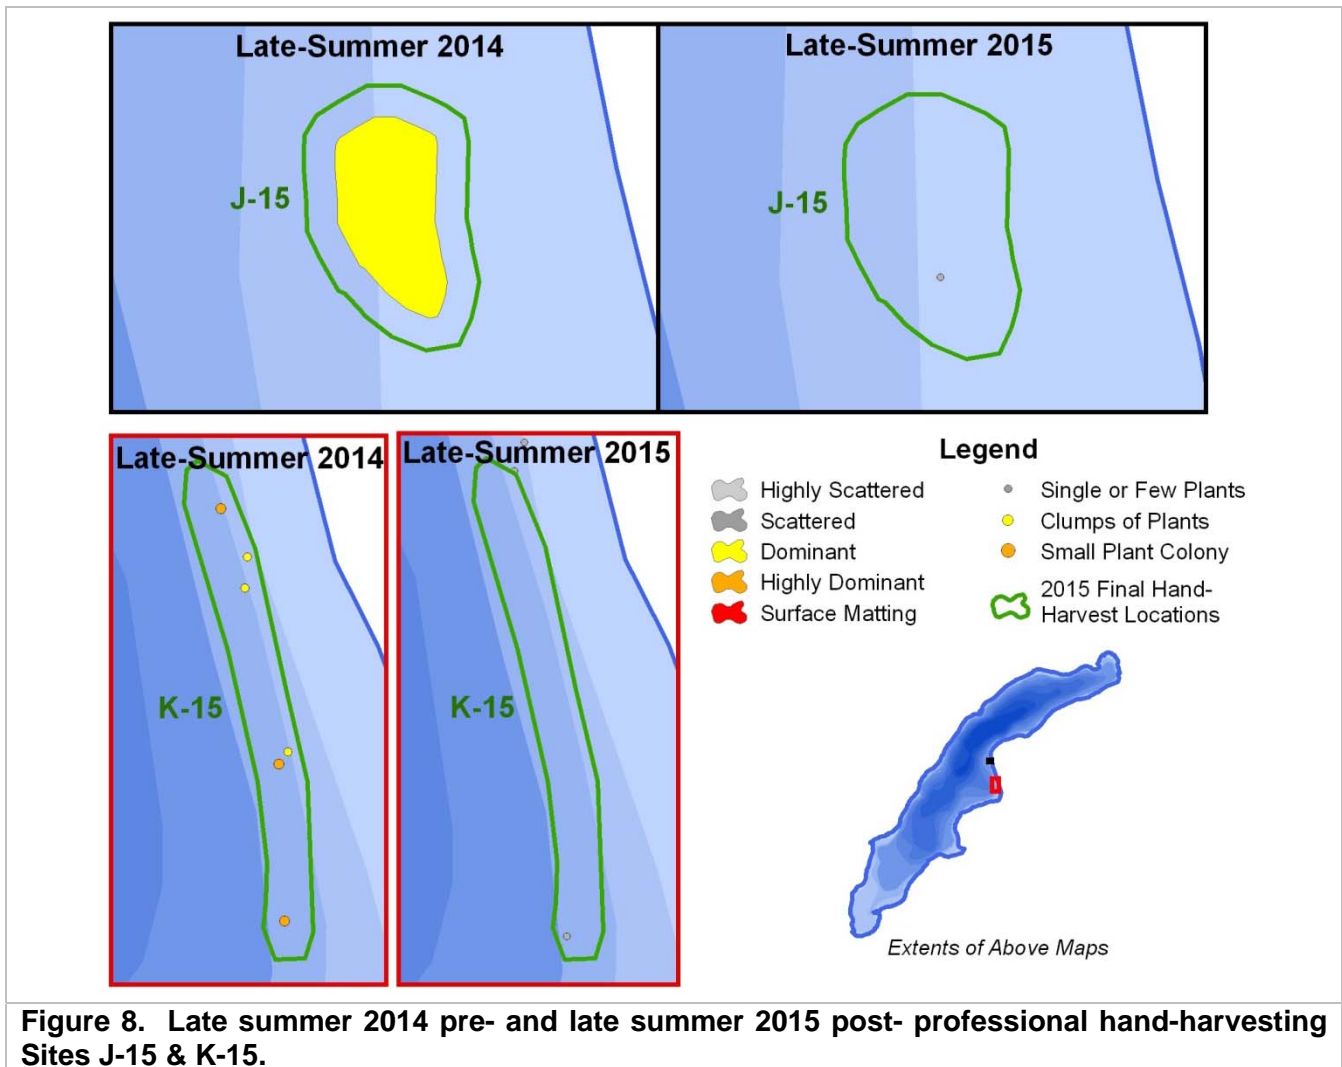 Late-Summer 2014
Late-Summer 2015
J-15
J-15
Late-Summer 2014
Late-Summer 2015
K-15
K-15
Legend
Highly Scattered
Scattered
Dominant
Highly Dominant
Surface Matting
Single or Few Plants
Clumps of Plants
Small Plant Colony
2015 Final Hand-
Harvest Locations
Extents of Above Maps
Figure 8. Late summer 2014 pre- and late summer 2015 post- professional hand-harvesting
Sites J-15 & K-15.